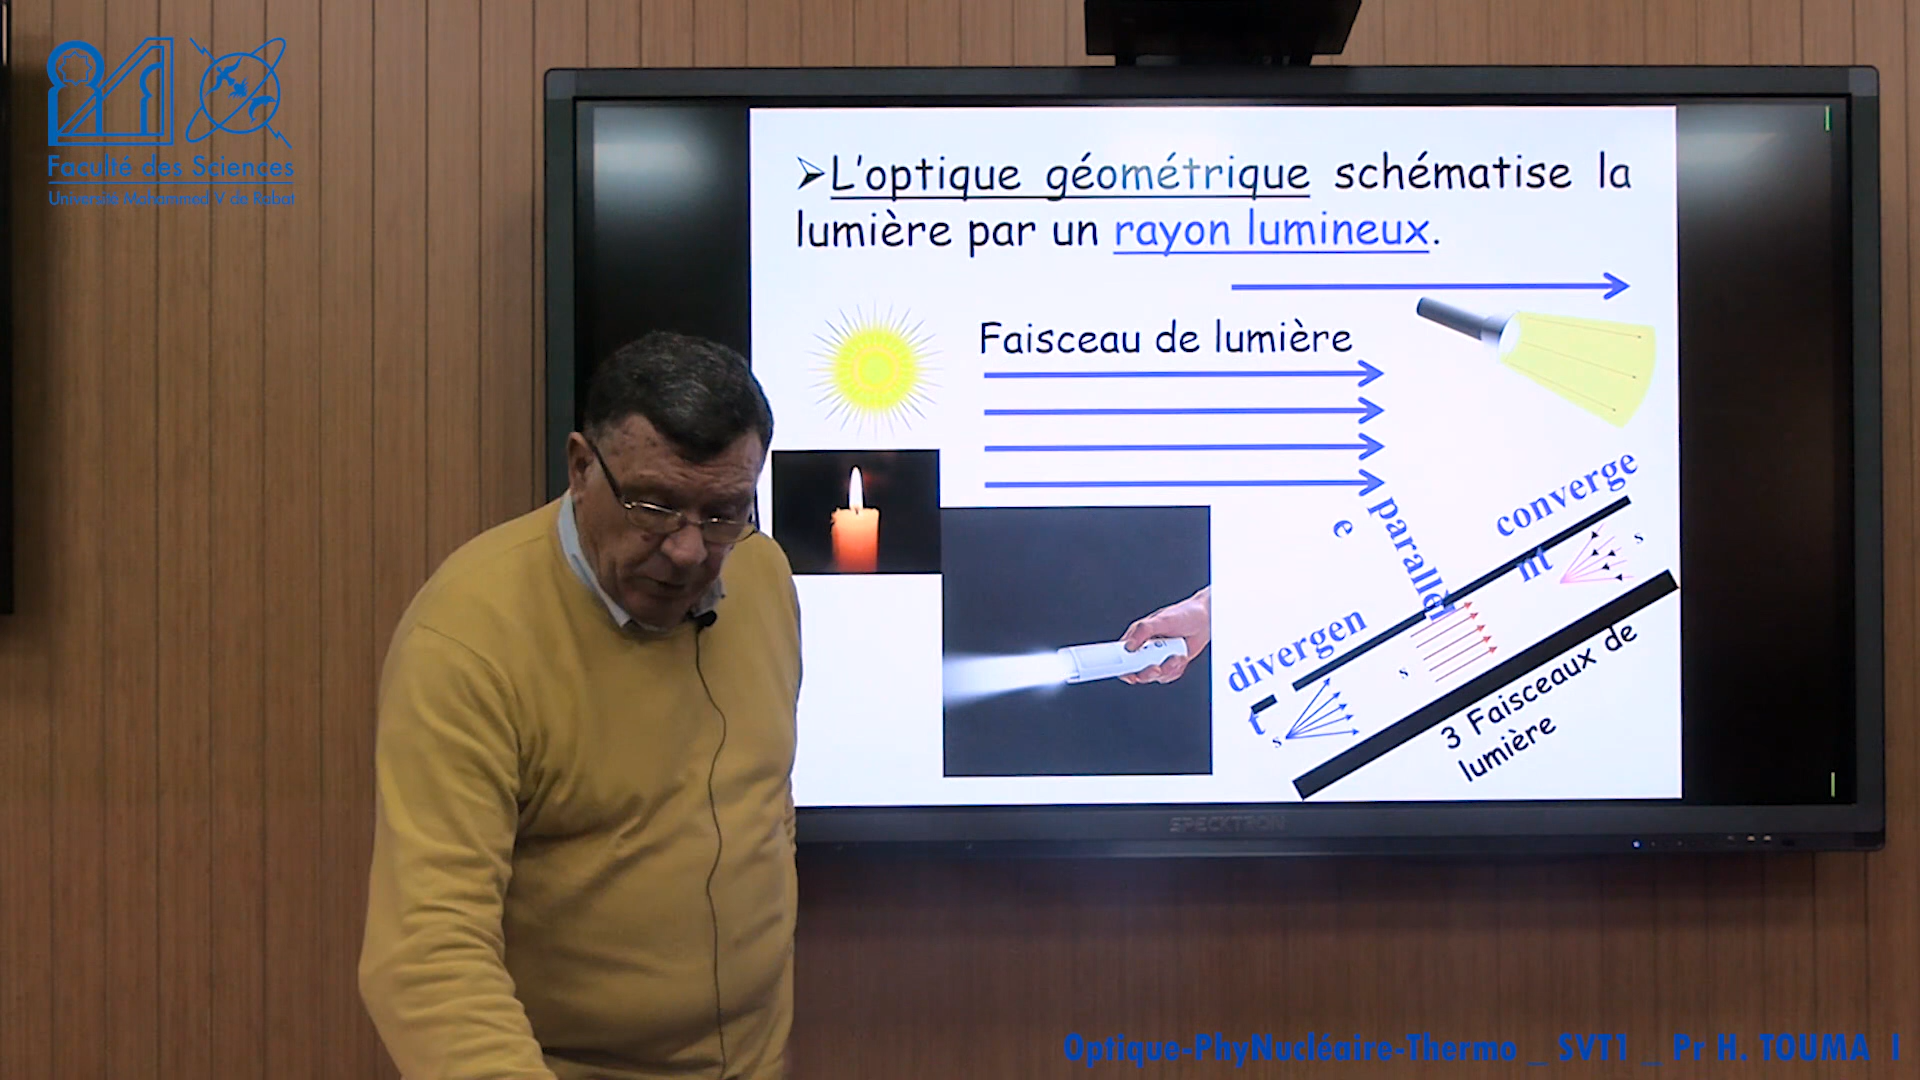 Faculté des Sciences
Université Mohammed V de Rabat
➢L'optique géométrique schématise la
lumière par un rayon lumineux.
Faisceau de lumière
parallèl
e
converge
nt
s
divergen
t
s
s
3 Faisceaux de
lumière
SPECKTRON
Optique-PhyNucléaire-Thermo _ SVT1 _ Pr H. TOUMA I